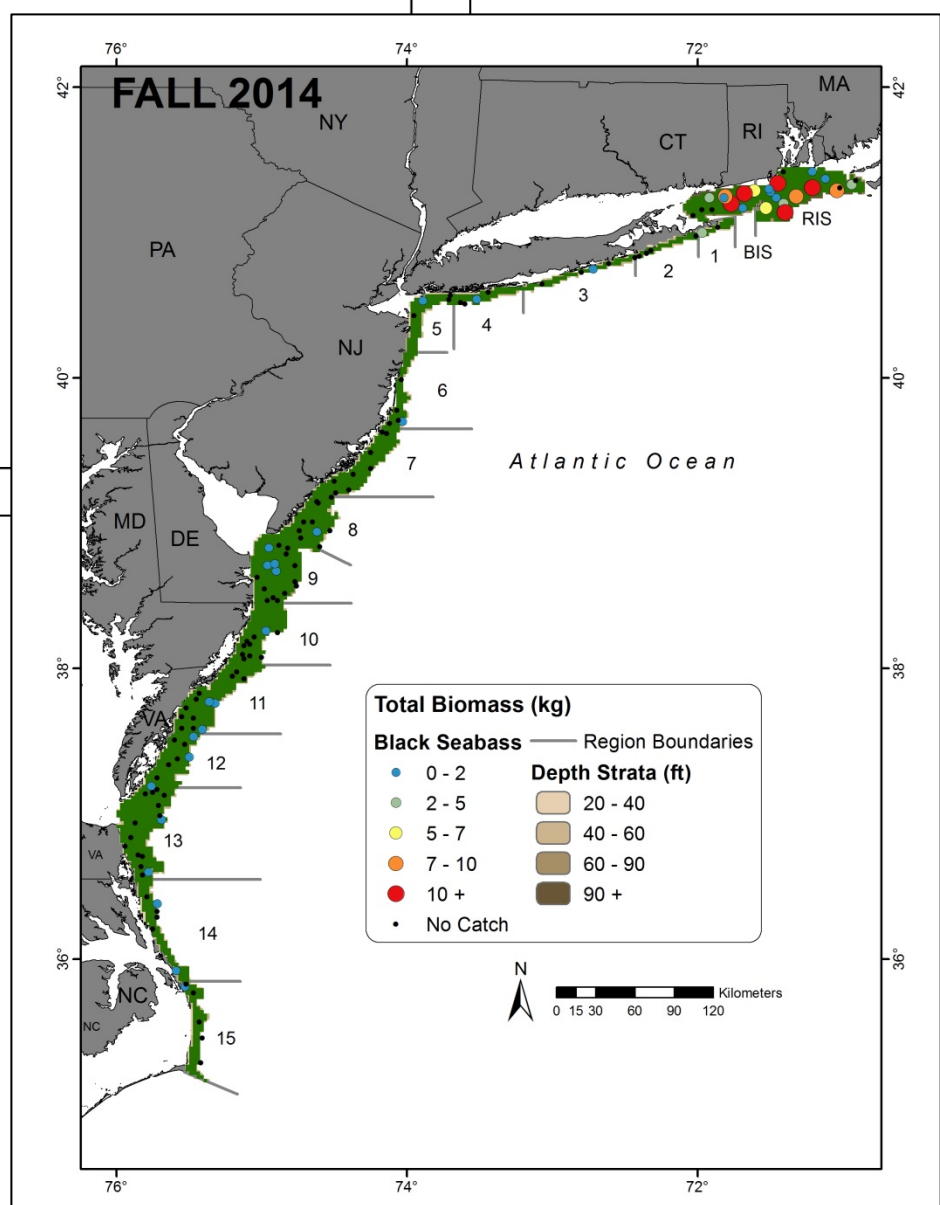 76°
74°
72°
FALL 2014
42°
42°
MA
NY
CT
RI
RIS
BIS
1
2
3
4
5
PA
NJ
6
40°
40°
7
Atlantic Ocean
MD
DE
8
9
10
38°
38°
11
VA
12
13
VA
14
36°
36°
NC
NC
15
Total Biomass (kg)
Black Seabass
0 - 2
2 - 5
5 - 7
7 - 10
10 +
No Catch
Region Boundaries
Depth Strata (ft)
20 - 40
40 - 60
60 - 90
90 +
N
Kilometers
0 15 30 60 90 120
76°
74°
72°